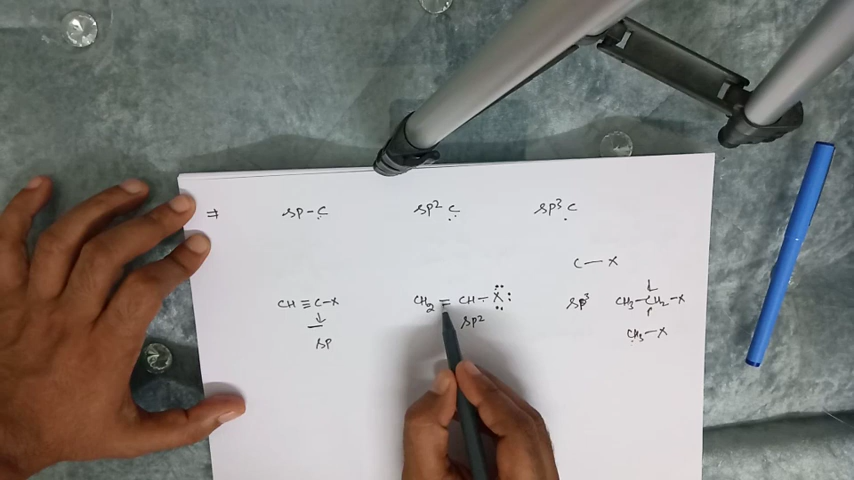 ⇒ sp-C sp² C sp³ C
C — X
CH ≡ C-X CH₂ = CH - X sp³ CH₃-CH₂-X
sp sp2 CH₃-X